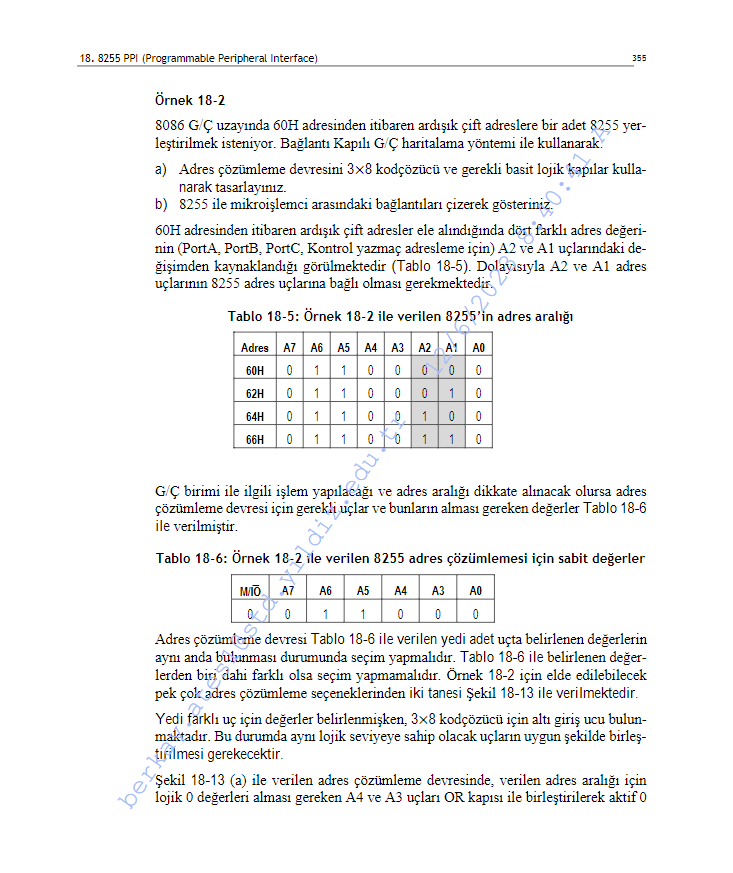 18. 8255 PPI (Programmable Peripheral Interface) 355
Örnek 18-2
8086 G/Ç uzayında 60H adresinden itibaren ardışık çift adreslere bir adet 8255 yer-
leştirilmek isteniyor. Bağlantı Kapılı G/Ç haritalama yöntemi ile kullanarak:
a) Adres çözümleme devresini 3×8 kodçözücü ve gerekli basit lojik kapılar kulla-
narak tasarlayınız.
b) 8255 ile mikroişlemci arasındaki bağlantıları çizerek gösteriniz.
60H adresinden itibaren ardışık çift adresler ele alındığında dört farklı adres değeri-
nin (PortA, PortB, PortC, Kontrol yazmaç adresleme için) A2 ve A1 uçlarındaki de-
ğişimden kaynaklandığı görülmektedir (Tablo 18-5). Dolayısıyla A2 ve A1 adres
uçlarının 8255 adres uçlarına bağlı olması gerekmektedir.
Tablo 18-5: Örnek 18-2 ile verilen 8255’in adres aralığı
Adres A7 A6 A5 A4 A3 A2 A1 A0
60H 0 1 1 0 0 0 0 0
62H 0 1 1 0 0 0 1 0
64H 0 1 1 0 0 1 0 0
66H 0 1 1 0 0 1 1 0
G/Ç birimi ile ilgili işlem yapılacağı ve adres aralığı dikkate alınacak olursa adres
çözümleme devresi için gerekli uçlar ve bunların alması gereken değerler Tablo 18-6
ile verilmiştir.
Tablo 18-6: Örnek 18-2 ile verilen 8255 adres çözümlemesi için sabit değerler
M/I̅O̅ A7 A6 A5 A4 A3 A0
0 0 1 1 0 0 0
Adres çözümleme devresi Tablo 18-6 ile verilen yedi adet uçta belirlenen değerlerin
aynı anda bulunması durumunda seçim yapmalıdır. Tablo 18-6 ile belirlenen değer-
lerden biri dahi farklı olsa seçim yapmamalıdır. Örnek 18-2 için elde edilebilecek
pek çok adres çözümleme seçeneklerinden iki tanesi Şekil 18-13 ile verilmektedir.
Yedi farklı uç için değerler belirlenmişken, 3×8 kodçözücü için altı giriş ucu bulun-
maktadır. Bu durumda aynı lojik seviyeye sahip olacak uçların uygun şekilde birleş-
tirilmesi gerekecektir.
Şekil 18-13 (a) ile verilen adres çözümleme devresinde, verilen adres aralığı için
lojik 0 değerleri alması gereken A4 ve A3 uçları OR kapısı ile birleştirilerek aktif 0